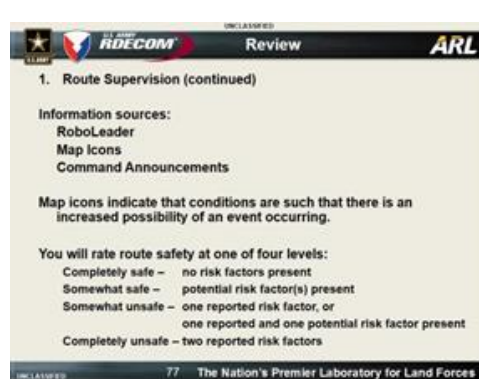 UNCLASSIFIED
U.S. ARMY
RDECOM
Review
ARL
U.S. ARMY
1. Route Supervision (continued)
Information sources:
RoboLeader
Map Icons
Command Announcements
Map icons indicate that conditions are such that there is an
increased possibility of an event occurring.
You will rate route safety at one of four levels:
Completely safe – no risk factors present
Somewhat safe – potential risk factor(s) present
Somewhat unsafe – one reported risk factor, or
one reported and one potential risk factor present
Completely unsafe – two reported risk factors
UNCLASSIFIED
77
The Nation's Premier Laboratory for Land Forces